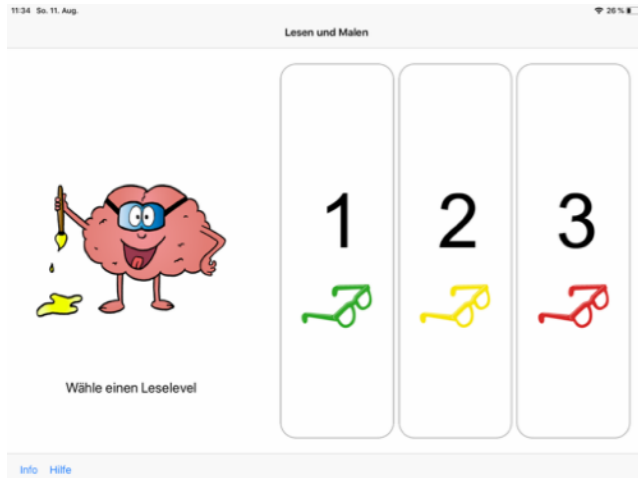 11:34 So. 11. Aug.
26 %
Lesen und Malen
1
2
3
Wähle einen Leselevel
Info Hilfe